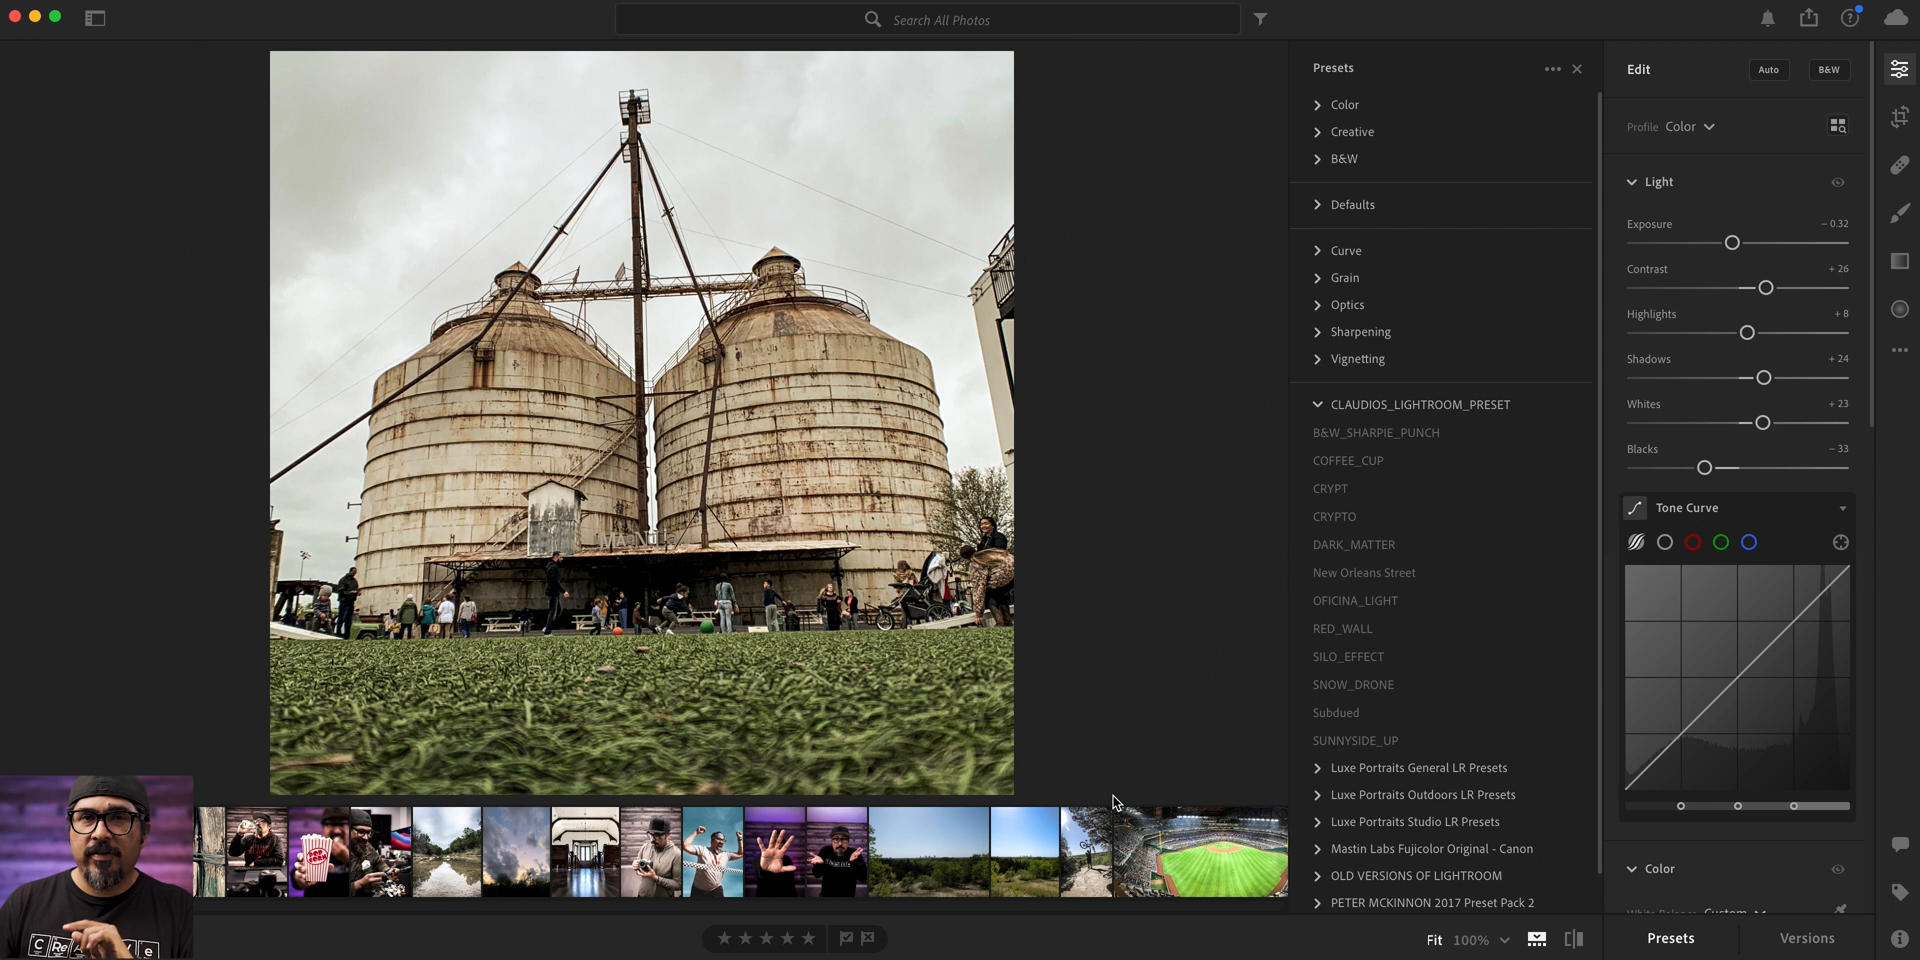 Search All Photos
Presets
Color
Creative
B&W
Defaults
Curve
Grain
Optics
Sharpening
Vignetting
CLAUDIOS_LIGHTROOM_PRESET
B&W_SHARPIE_PUNCH
COFFEE_CUP
CRYPT
CRYPTO
DARK_MATTER
New Orleans Street
OFICINA_LIGHT
RED_WALL
SILO_EFFECT
SNOW_DRONE
Subdued
SUNNYSIDE_UP
Luxe Portraits General LR Presets
Luxe Portraits Outdoors LR Presets
Luxe Portraits Studio LR Presets
Mastin Labs Fujicolor Original - Canon
OLD VERSIONS OF LIGHTROOM
PETER MCKINNON 2017 Preset Pack 2
Edit
Auto
B&W
Profile Color
Light
Exposure − 0.32
Contrast + 26
Highlights + 8
Shadows + 24
Whites + 23
Blacks − 33
Tone Curve
Color
White Balance Custom
Fit 100%
Presets
Versions